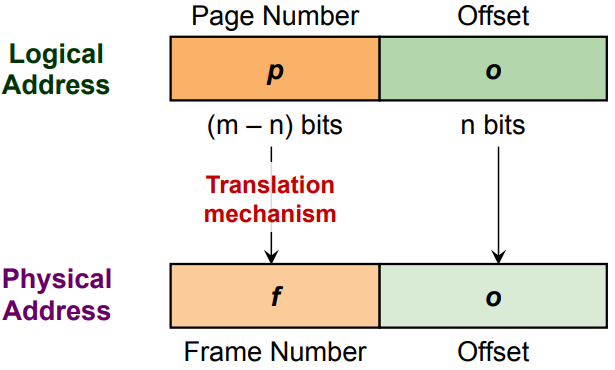 Page Number
Offset
Logical
Address
p
o
(m – n) bits
n bits
Translation
mechanism
Physical
Address
f
o
Frame Number
Offset